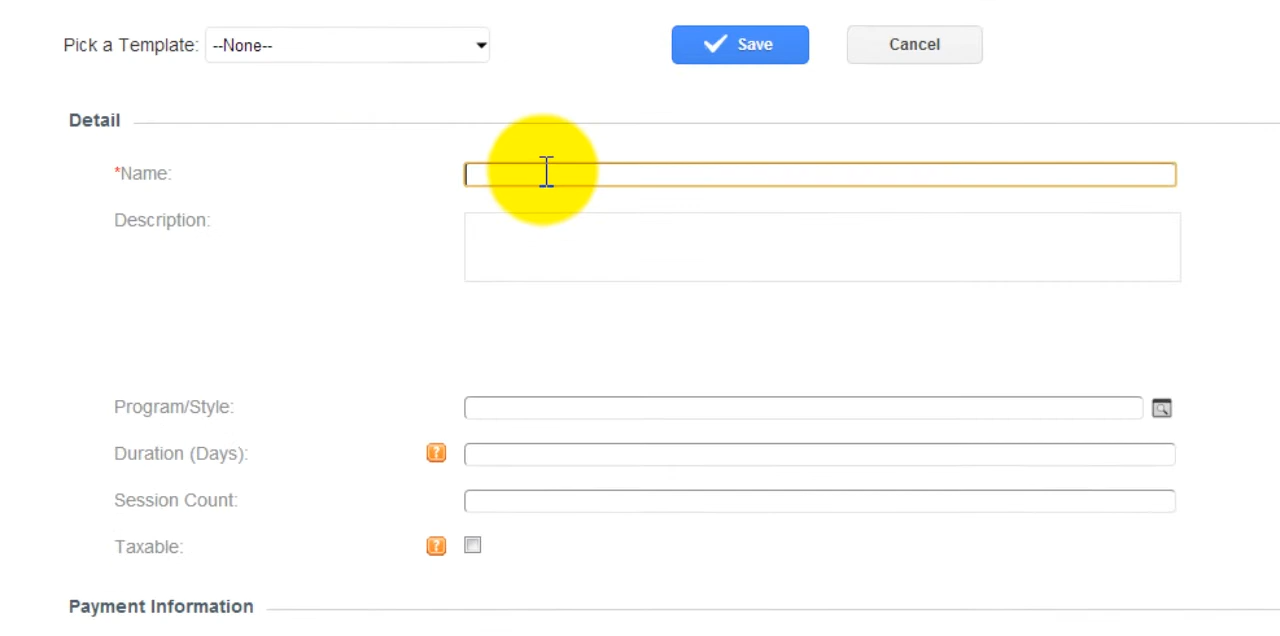 Pick a Template: --None-- Save Cancel
Detail
*Name:
Description:
Program/Style:
Duration (Days): ?
Session Count:
Taxable: ?
Payment Information